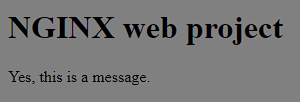 NGINX web project
Yes, this is a message.